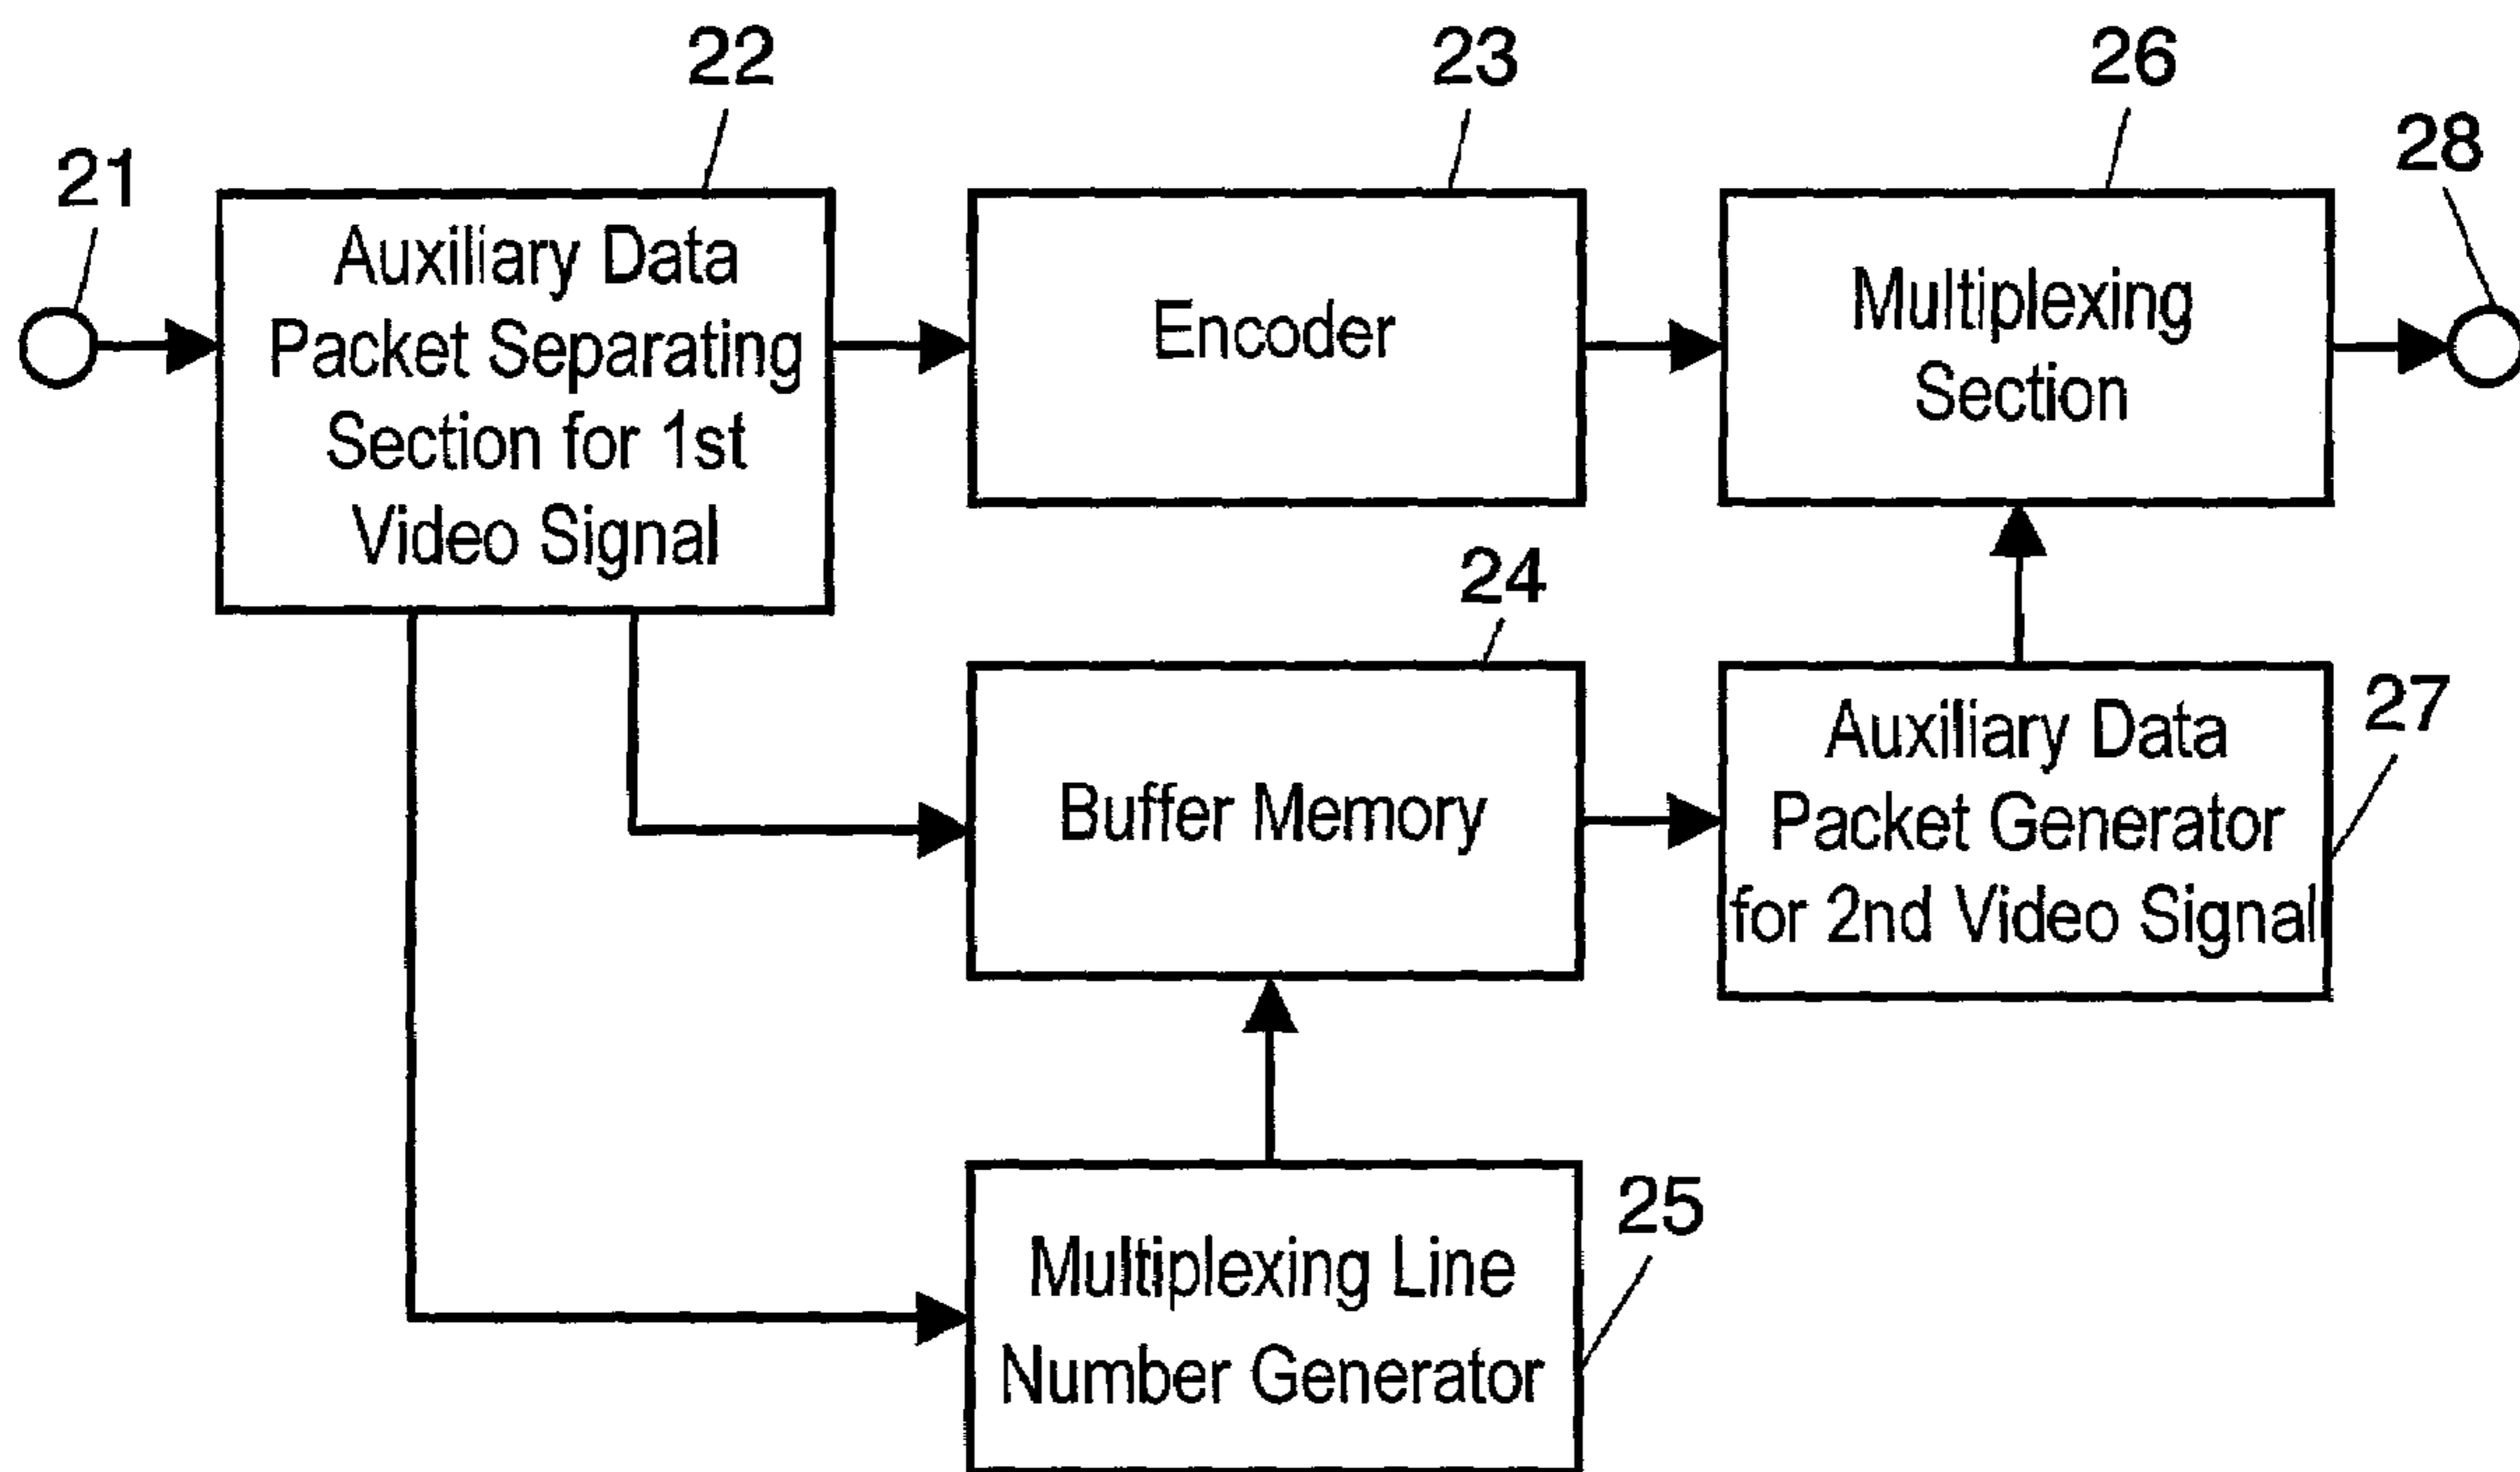 22
23
26
28
21
Auxiliary Data
Packet Separating
Section for 1st
Video Signal
Encoder
Multiplexing
Section
24
27
Buffer Memory
Auxiliary Data
Packet Generator
for 2nd Video Signal
25
Multiplexing Line
Number Generator